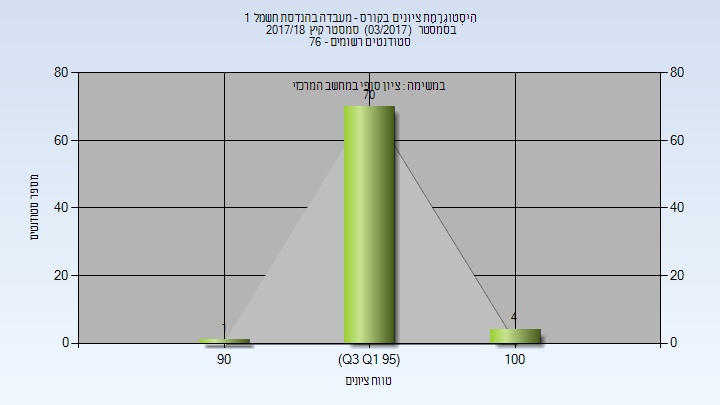 היסטוגרמת ציונים בקורס - מעבדה בהנדסת חשמל 1
בסמסטר (03/2017) סמסטר קיץ 2017/18
סטודנטים רשומים - 76
במשימה : ציון סופי במחשב המרכזי
מספר סטודנטים
80
60
40
20
0
80
60
40
20
0
1
70
4
90
(Q3 Q1 95)
100
טווח ציונים